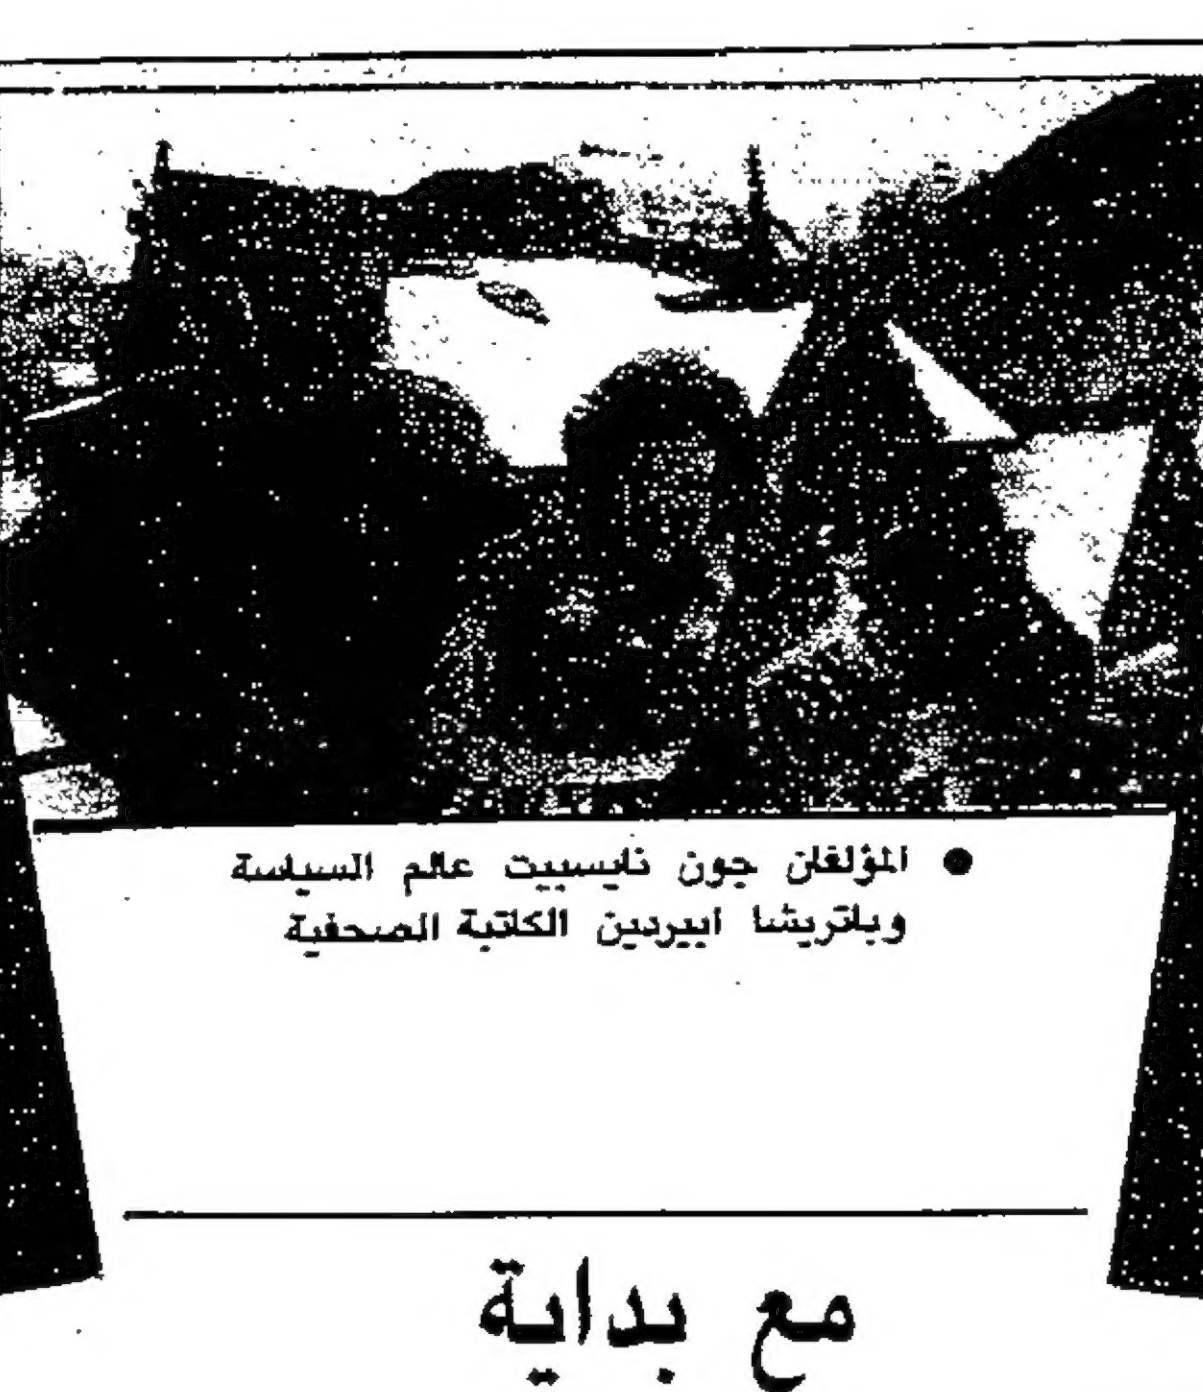 ● المؤلفان جون نايسبيت عالم السياسة
وباتريشا ابيردين الكاتبة الصحفية
مع بداية